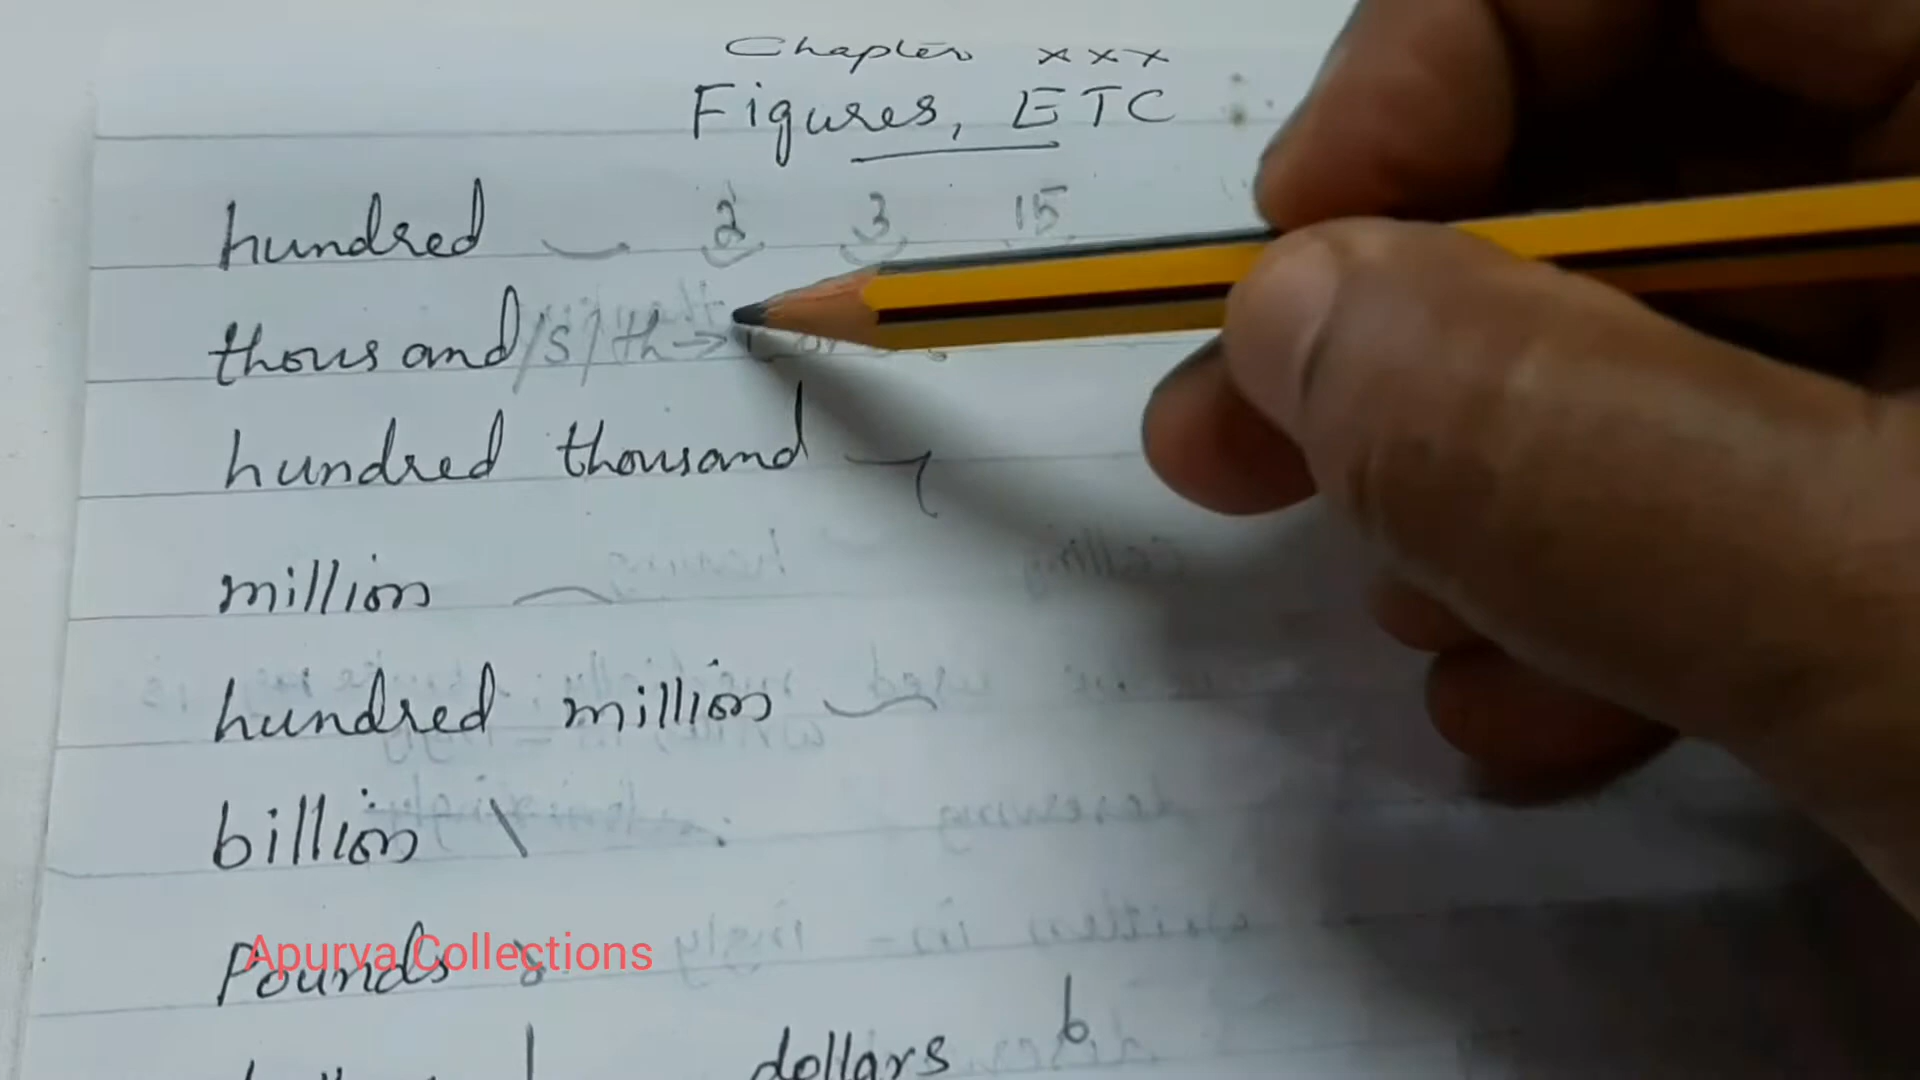 Chapter XXX
Figures, ETC
hundred 2 3 15
thousand/s/th →
hundred thousand
million
hundred million
billion
Pounds
Apurva Collections
dollars